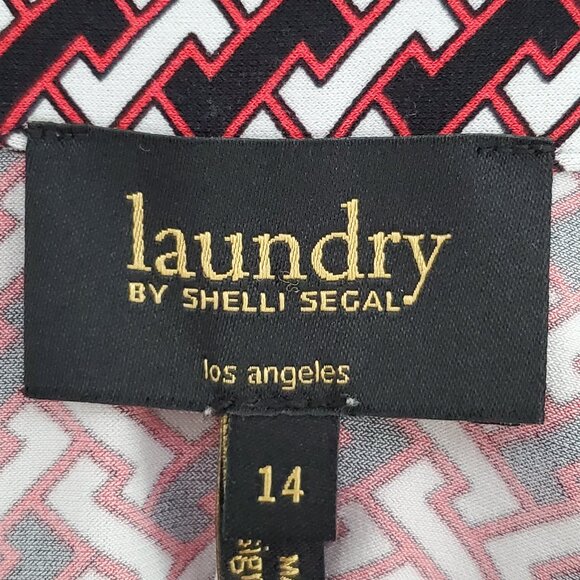 laundry
BY SHELLI SEGAL
los angeles
14